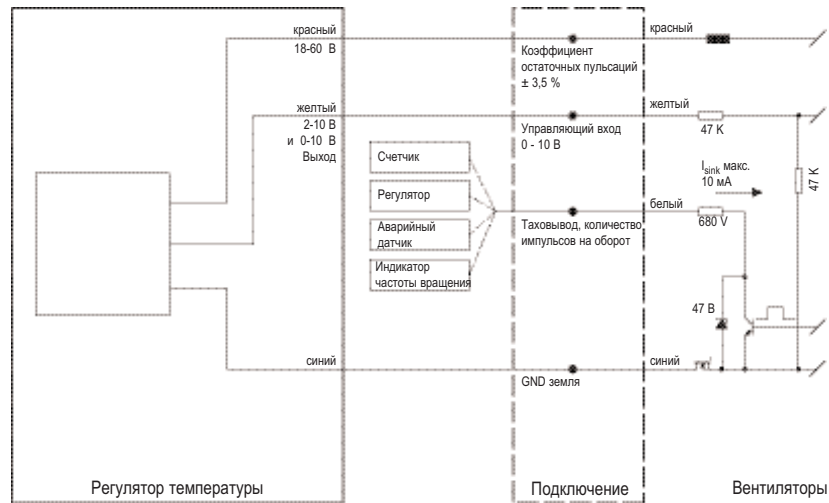 красный
18-60 В
желтый
2-10 В
и 0-10 В
Выход
синий
Регулятор температуры
Счетчик
Регулятор
Аварийный
датчик
Индикатор
частоты вращения
Коэффициент
остаточных пульсаций
± 3,5 %
Управляющий вход
0 - 10 В
Таховывод, количество
импульсов на оборот
GND земля
Подключение
красный
желтый
47 K
I sink макс.
10 мА
47 K
белый
680 V
47 В
синий
Вентиляторы